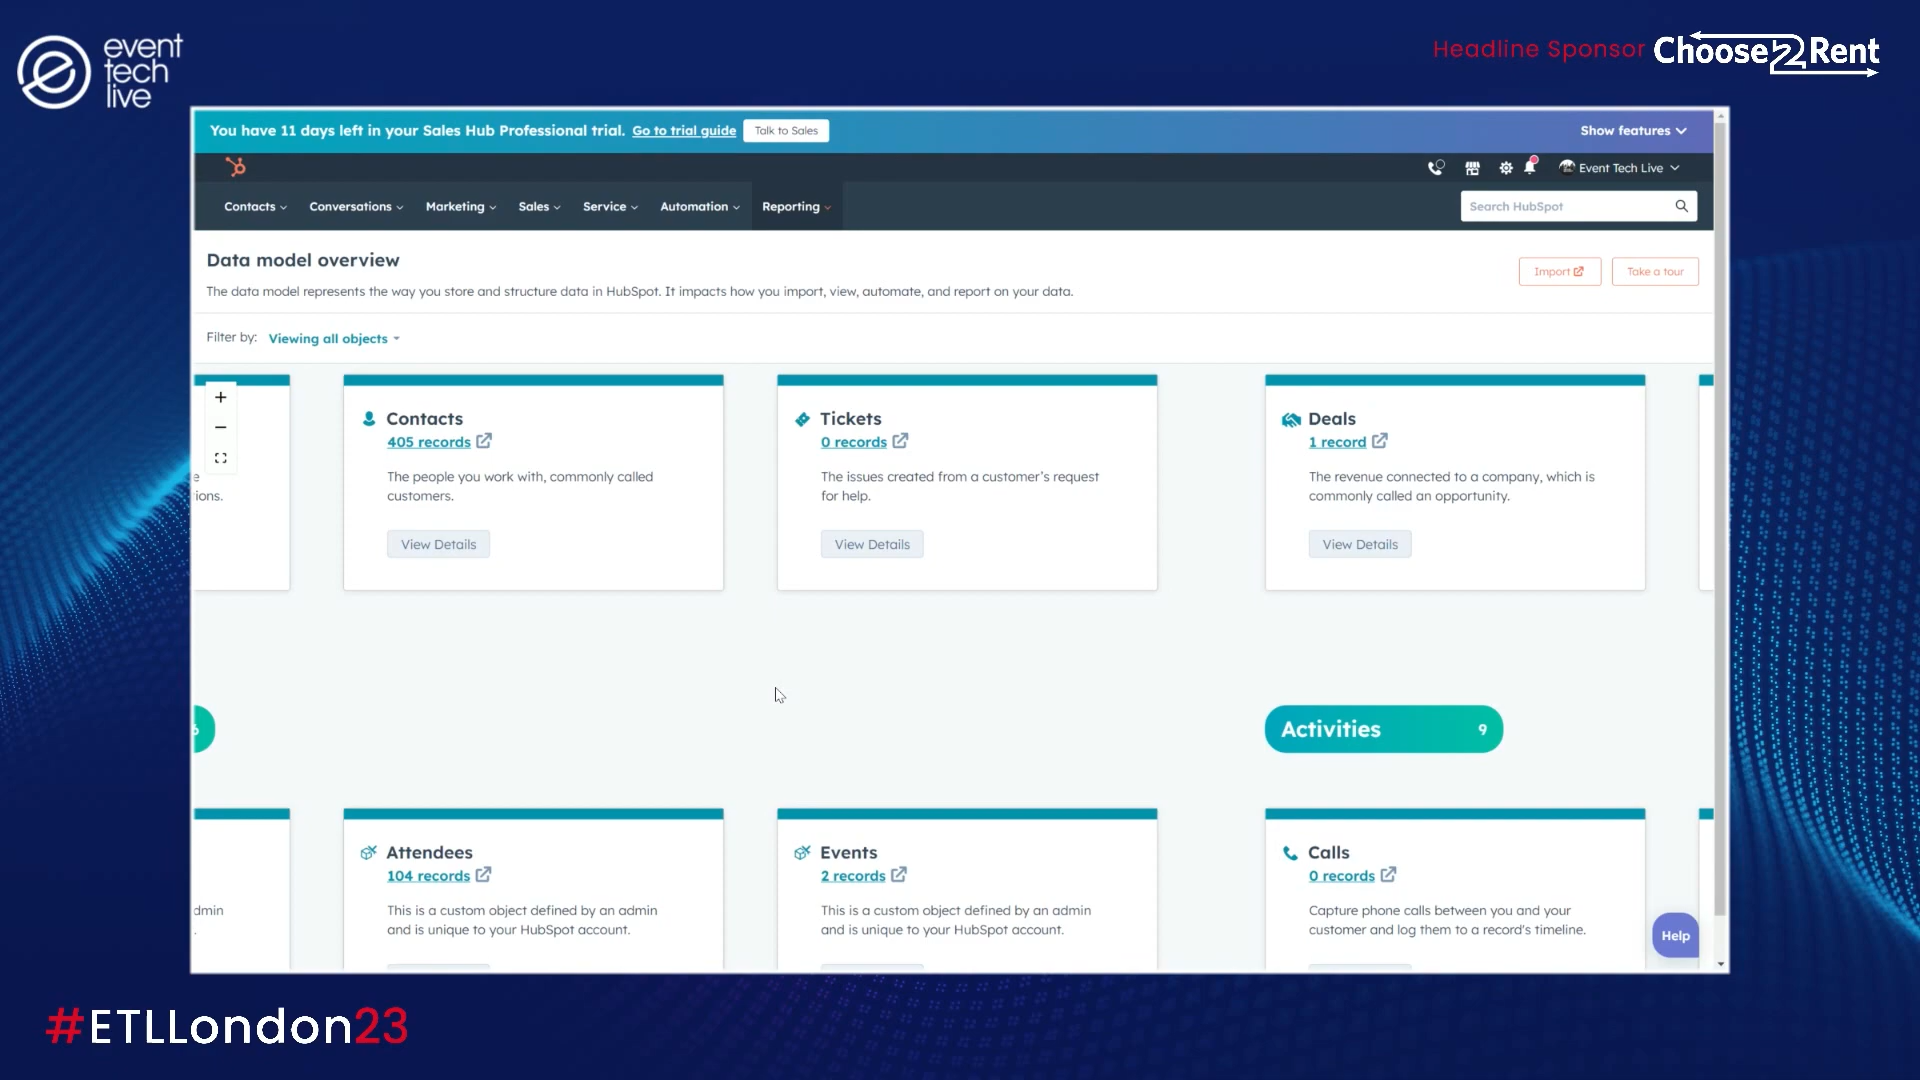 event
tech
live
Headline Sponsor Choose2Rent
You have 11 days left in your Sales Hub Professional trial. Go to trial guide Talk to Sales Show features
Event Tech Live
Contacts Conversations Marketing Sales Service Automation Reporting Search HubSpot
Data model overview
Import Take a tour
The data model represents the way you store and structure data in HubSpot. It impacts how you import, view, automate, and report on your data.
Filter by: Viewing all objects
Contacts
405 records
The people you work with, commonly called
customers.
View Details
Tickets
0 records
The issues created from a customer's request
for help.
View Details
Deals
1 record
The revenue connected to a company, which is
commonly called an opportunity.
View Details
e
ions.
Activities 9
Attendees
104 records
This is a custom object defined by an admin
and is unique to your HubSpot account.
Events
2 records
This is a custom object defined by an admin
and is unique to your HubSpot account.
Calls
0 records
Capture phone calls between you and your
customer and log them to a record's timeline.
dmin
.
Help
#ETLLondon23